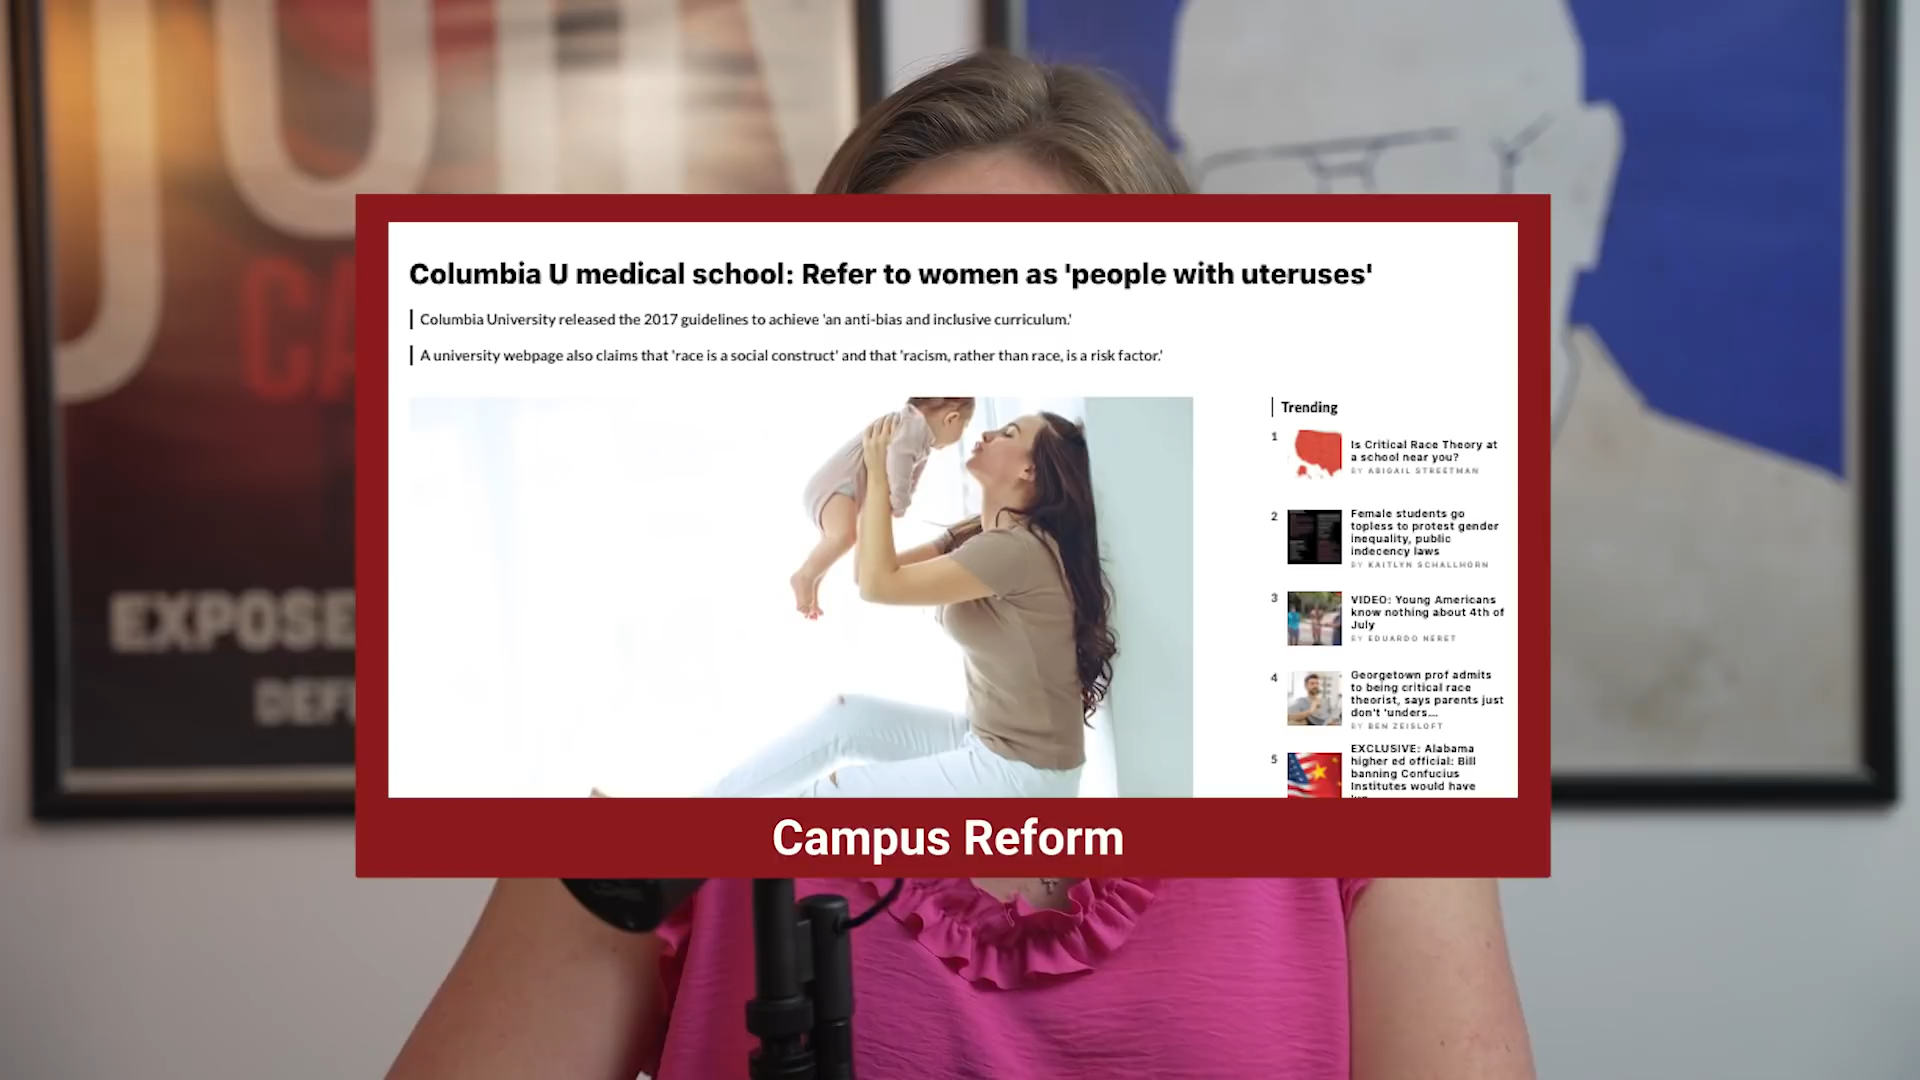 JOIN
CA
EXPOSE
DEF
Columbia U medical school: Refer to women as 'people with uteruses'
Columbia University released the 2017 guidelines to achieve 'an anti-bias and inclusive curriculum.'
A university webpage also claims that 'race is a social construct' and that 'racism, rather than race, is a risk factor.'
Trending
1
Is Critical Race Theory at
a school near you?
BY ABIGAIL STREETMAN
2
Female students go
topless to protest gender
inequality, public
indecency laws
BY KAITLYN SCHALLHORN
3
VIDEO: Young Americans
know nothing about 4th of
July
BY EDUARDO NERET
4
Georgetown prof admits
to being critical race
theorist, says parents just
don't 'unders...
BY BEN ZEISLOFT
5
EXCLUSIVE: Alabama
higher ed official: Bill
banning Confucius
Institutes would have
Campus Reform